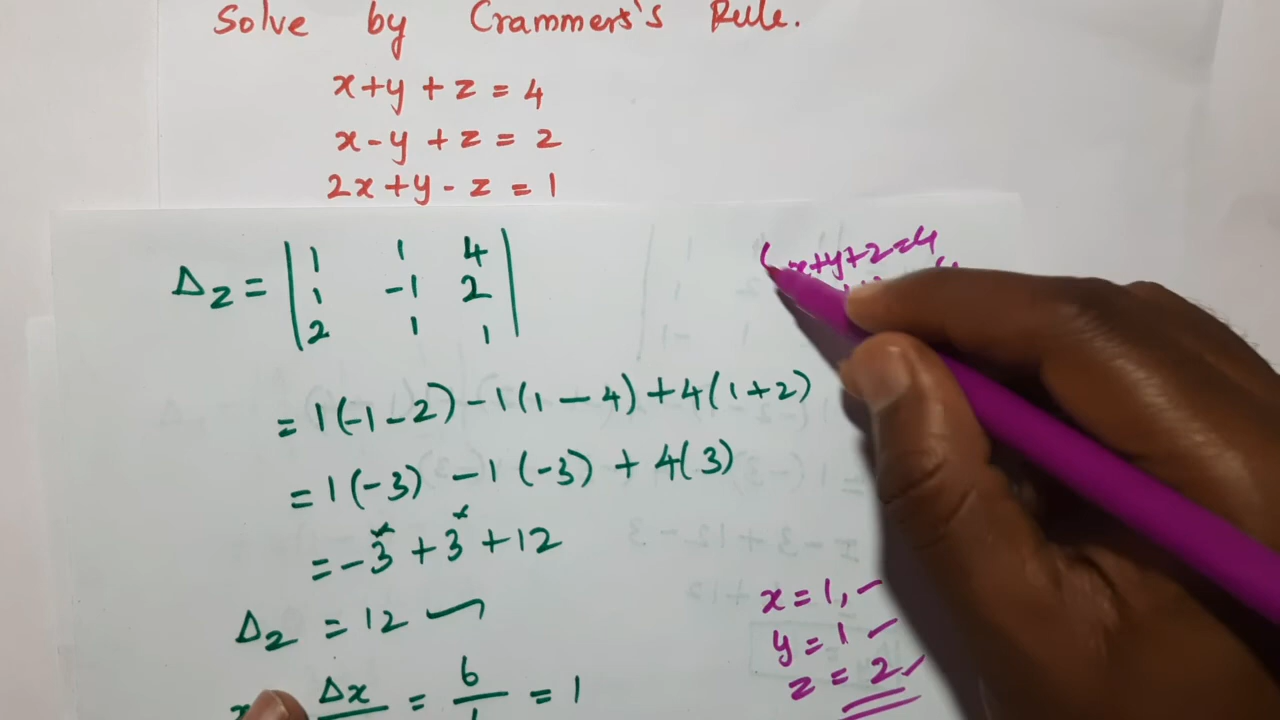 Solve by Crammers's Rule.
x+y+z=4
x-y+z=2
2x+y-z=1
Δz = | 1 1 4 |
| 1 -1 2 |
| 2 1 1 |
= 1(-1-2) -1(1-4) +4(1+2)
= 1(-3) -1(-3) + 4(3)
= -3 +3 +12
Δz = 12
Δx = 6 = 1
x+y+z=4
x = 1,
y = 1
z = 2